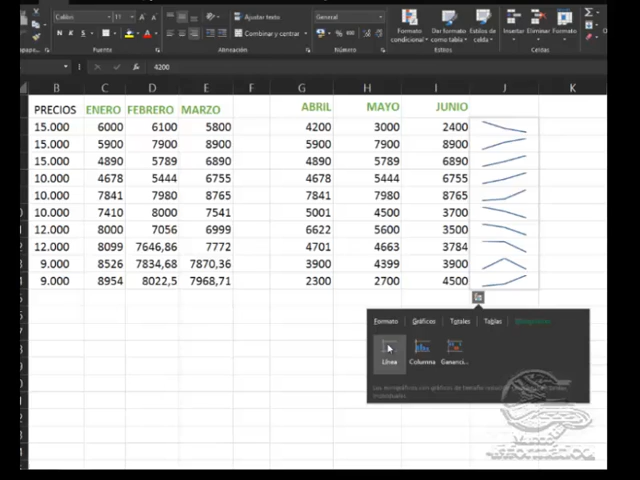 Calibri 11 Ajustar texto General
N K S Combinar y centrar % Formato condicional Dar formato como tabla Estilos de celda Insertar Eliminar Formato
Fuente Alineación Número Estilos Celdas
4200
B C D E F G H I J K
PRECIOS ENERO FEBRERO MARZO ABRIL MAYO JUNIO
15.000 6000 6100 5800 4200 3000 2400
15.000 5900 7900 8900 5900 7900 8900
15.000 4890 5789 6890 4890 5789 6890
10.000 4678 5444 6755 4678 5444 6755
10.000 7841 7980 8765 7841 7980 8765
10.000 7410 8000 7541 5001 4500 3700
12.000 8000 7056 6999 6622 5600 3500
12.000 8099 7646,86 7772 4701 4663 3784
9.000 8526 7834,68 7870,36 3900 4399 3900
9.000 8954 8022,5 7968,71 2300 2700 4500
Formato Gráficos Totales Tablas
Línea Columna Gananci...